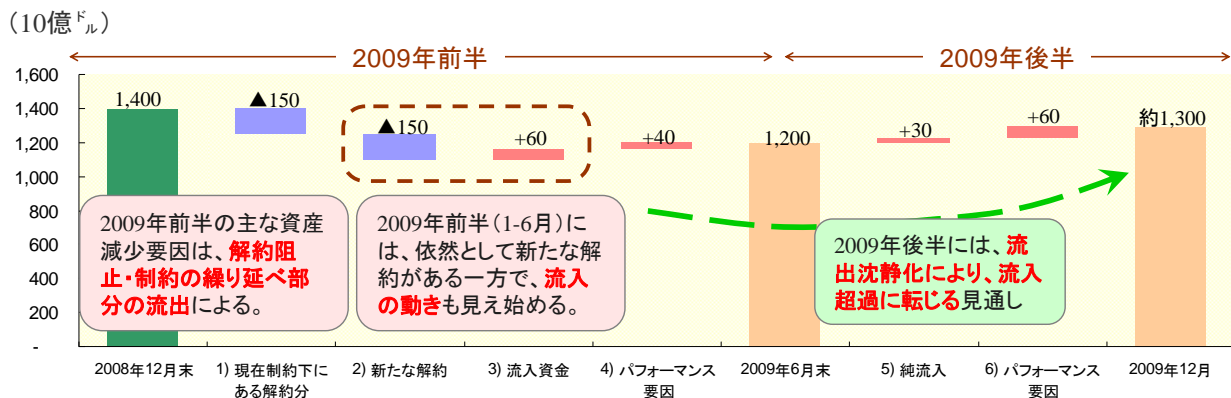 (10億ドル)
2009年前半 2009年後半
1,600
1,400
1,200
1,000
800
600
400
200
-
1,400
▲150
▲150
+60
+40
1,200
+30
+60
約1,300
2009年前半の主な資産
減少要因は、解約阻
止・制約の繰り延べ部
分の流出による。
2009年前半(1-6月)に
は、依然として新たな解
約がある一方で、流入
の動きも見え始める。
2009年後半には、流
出沈静化により、流入
超過に転じる見通し
2008年12月末
1) 現在制約下に
ある解約分
2) 新たな解約
3) 流入資金
4) パフォーマンス
要因
2009年6月末
5) 純流入
6) パフォーマンス
要因
2009年12月